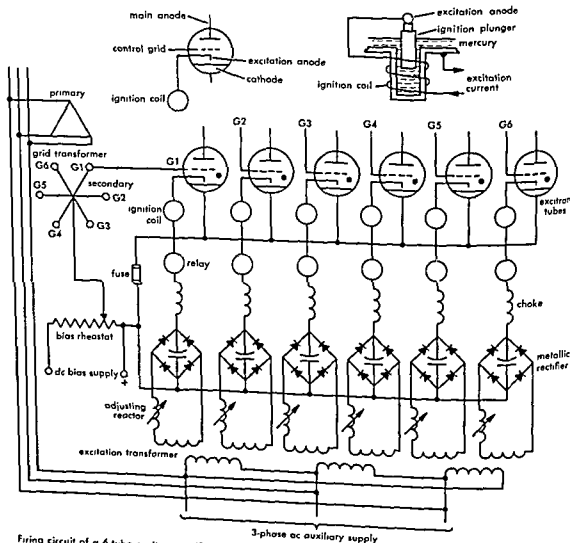 main anode
control grid
excitation anode
cathode
ignition coil
excitation anode
ignition plunger
mercury
ignition coil
excitation
current
primary
grid transformer
G6
G1
secondary
G5
G2
G4
G3
G1
G2
G3
G4
G5
G6
ignition
coil
excitron
tubes
fuse
relay
choke
bias rheostat
dc bias supply
+
metallic
rectifier
adjusting
reactor
excitation transformer
3-phase ac auxiliary supply
Firing circuit of a 6-tube